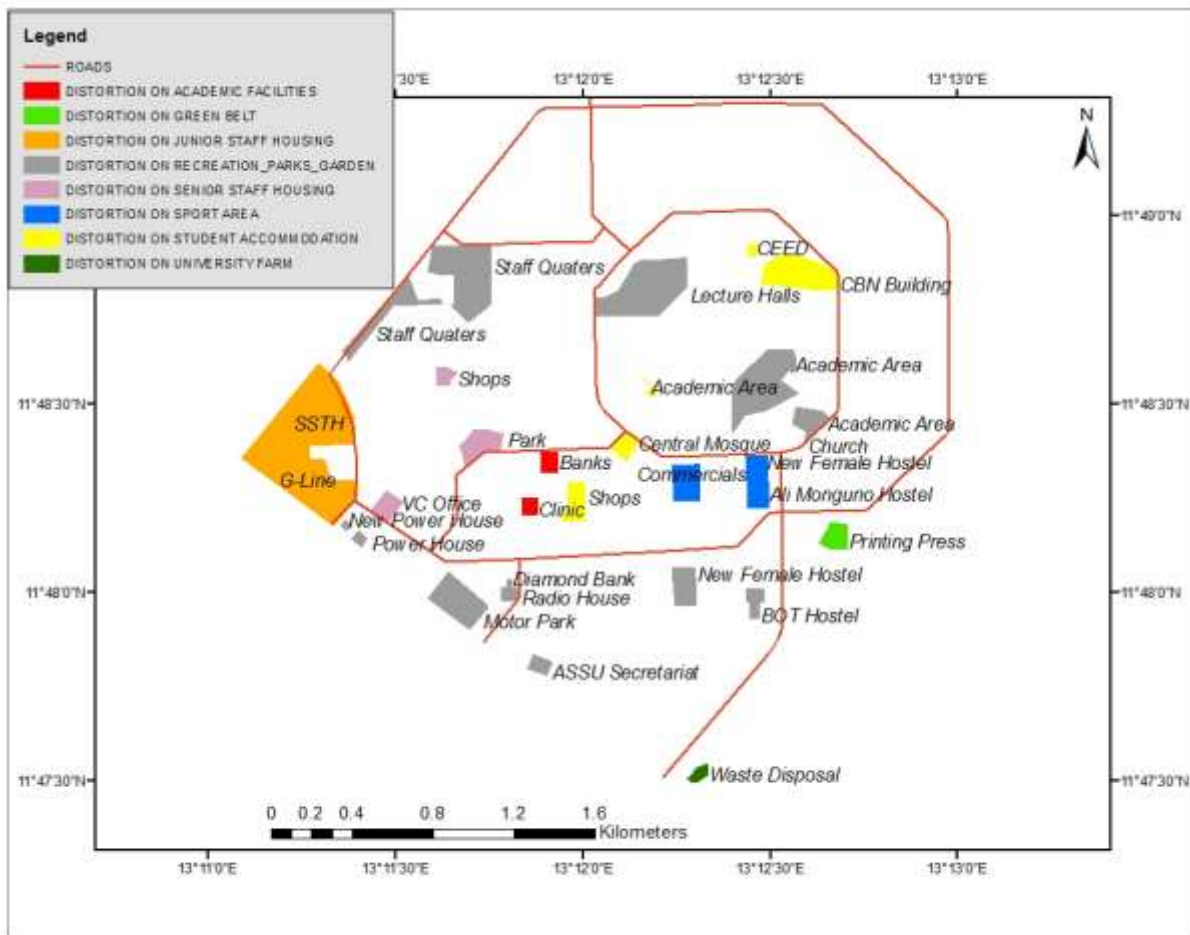 Legend
ROADS
DISTORTION ON ACADEMIC FACILITIES
DISTORTION ON GREEN BELT
DISTORTION ON JUNIOR STAFF HOUSING
DISTORTION ON RECREATION_PARKS_GARDEN
DISTORTION ON SENIOR STAFF HOUSING
DISTORTION ON SPORT AREA
DISTORTION ON STUDENT ACCOMMODATION
DISTORTION ON UNIVERSITY FARM
30"E
13°12'0"E
13°12'30"E
13°13'0"E
N
11°49'0"N
CEED
Staff Quaters
CBN Building
Lecture Halls
Staff Quaters
Academic Area
Shops
Academic Area
11°48'30"N
11°48'30"N
SSTH
Academic Area
Park
Central Mosque
Church
Banks
New Female Hostel
Commercials
G-Line
Ali Monguno Hostel
Shops
VC Office
Clinic
New Power House
Power House
Printing Press
New Female Hostel
Diamond Bank
11°48'0"N
11°48'0"N
Radio House
BOT Hostel
Motor Park
ASSU Secretariat
11°47'30"N
11°47'30"N
Waste Disposal
0 0.2 0.4 0.8 1.2 1.6
Kilometers
13°11'0"E
13°11'30"E
13°12'0"E
13°12'30"E
13°13'0"E